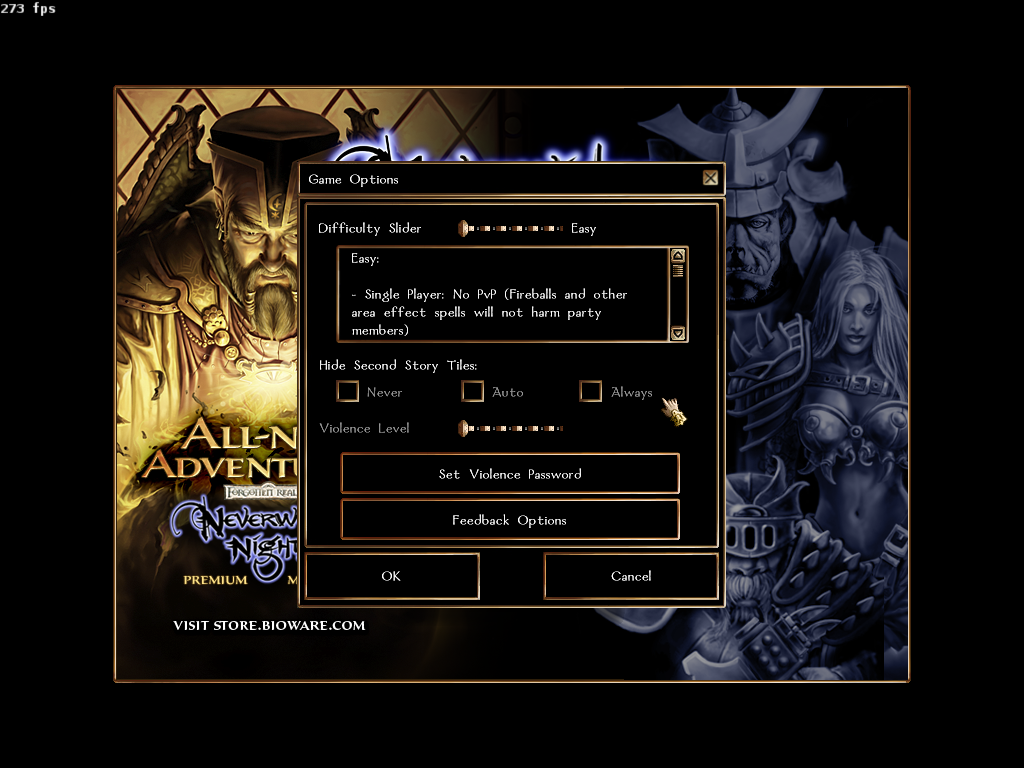 273 fps
Game Options
Difficulty Slider Easy
Easy:
- Single Player: No PvP (Fireballs and other
area effect spells will not harm party
members)
Hide Second Story Tiles:
Never Auto Always
Violence Level
Set Violence Password
Feedback Options
OK Cancel
ALL-N
ADVENTU
FORGOTTEN REAL
NEVERW
NIGHT
PREMIUM M
VISIT STORE.BIOWARE.COM